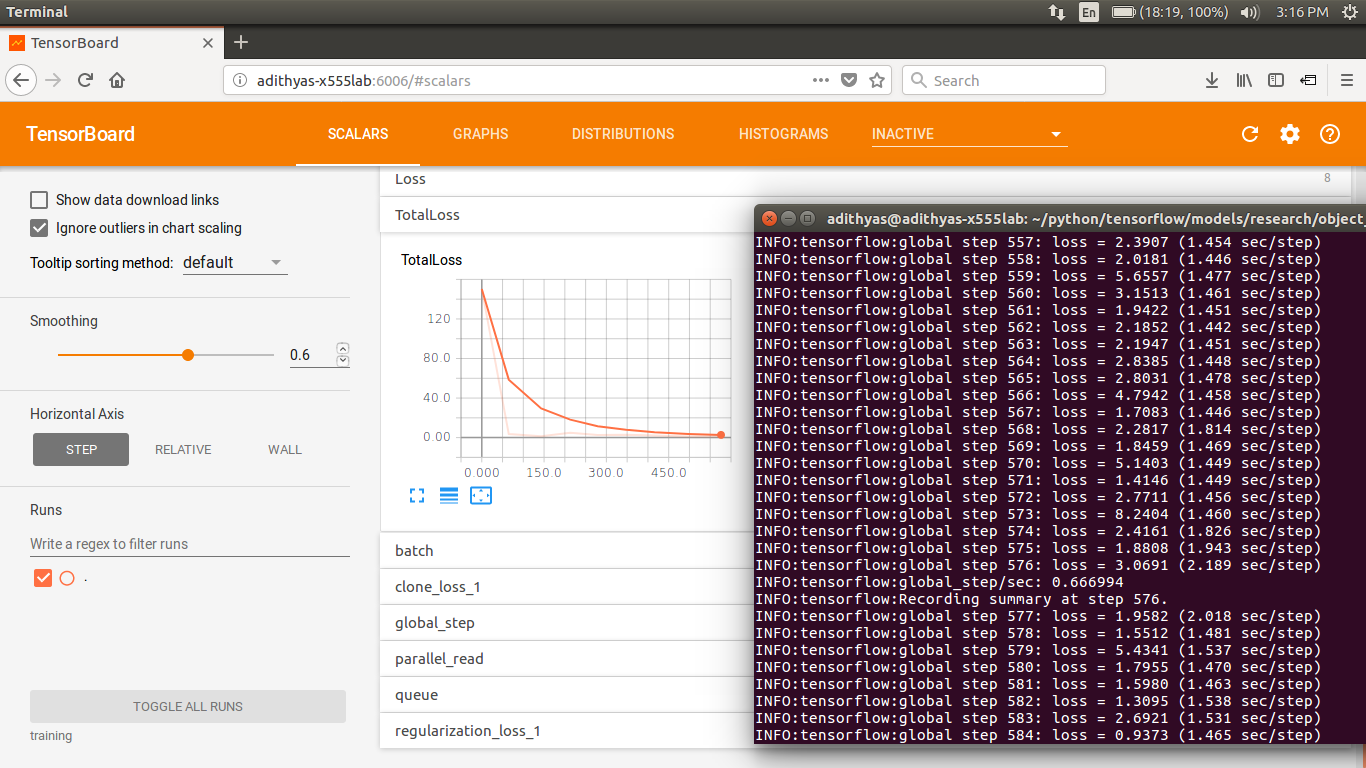 Terminal
En
(18:19, 100%)
3:16 PM
TensorBoard
adithyas-x555lab:6006/#scalars
Search
TensorBoard
SCALARS
GRAPHS
DISTRIBUTIONS
HISTOGRAMS
INACTIVE
Show data download links
Ignore outliers in chart scaling
Tooltip sorting method: default
Smoothing
0.6
Horizontal Axis
STEP
RELATIVE
WALL
Runs
Write a regex to filter runs
.
TOGGLE ALL RUNS
training
Loss
8
TotalLoss
TotalLoss
120
80.0
40.0
0.00
0.000 150.0 300.0 450.0
batch
clone_loss_1
global_step
parallel_read
queue
regularization_loss_1
adithyas@adithyas-x555lab: ~/python/tensorflow/models/research/object_
INFO:tensorflow:global step 557: loss = 2.3907 (1.454 sec/step)
INFO:tensorflow:global step 558: loss = 2.0181 (1.446 sec/step)
INFO:tensorflow:global step 559: loss = 5.6557 (1.477 sec/step)
INFO:tensorflow:global step 560: loss = 3.1513 (1.461 sec/step)
INFO:tensorflow:global step 561: loss = 1.9422 (1.451 sec/step)
INFO:tensorflow:global step 562: loss = 2.1852 (1.442 sec/step)
INFO:tensorflow:global step 563: loss = 2.1947 (1.451 sec/step)
INFO:tensorflow:global step 564: loss = 2.8385 (1.448 sec/step)
INFO:tensorflow:global step 565: loss = 2.8031 (1.478 sec/step)
INFO:tensorflow:global step 566: loss = 4.7942 (1.458 sec/step)
INFO:tensorflow:global step 567: loss = 1.7083 (1.446 sec/step)
INFO:tensorflow:global step 568: loss = 2.2817 (1.814 sec/step)
INFO:tensorflow:global step 569: loss = 1.8459 (1.469 sec/step)
INFO:tensorflow:global step 570: loss = 5.1403 (1.449 sec/step)
INFO:tensorflow:global step 571: loss = 1.4146 (1.449 sec/step)
INFO:tensorflow:global step 572: loss = 2.7711 (1.456 sec/step)
INFO:tensorflow:global step 573: loss = 8.2404 (1.460 sec/step)
INFO:tensorflow:global step 574: loss = 2.4161 (1.826 sec/step)
INFO:tensorflow:global step 575: loss = 1.8808 (1.943 sec/step)
INFO:tensorflow:global step 576: loss = 3.0691 (2.189 sec/step)
INFO:tensorflow:global_step/sec: 0.666994
INFO:tensorflow:Recording summary at step 576.
INFO:tensorflow:global step 577: loss = 1.9582 (2.018 sec/step)
INFO:tensorflow:global step 578: loss = 1.5512 (1.481 sec/step)
INFO:tensorflow:global step 579: loss = 5.4341 (1.537 sec/step)
INFO:tensorflow:global step 580: loss = 1.7955 (1.470 sec/step)
INFO:tensorflow:global step 581: loss = 1.5980 (1.463 sec/step)
INFO:tensorflow:global step 582: loss = 1.3095 (1.538 sec/step)
INFO:tensorflow:global step 583: loss = 2.6921 (1.531 sec/step)
INFO:tensorflow:global step 584: loss = 0.9373 (1.465 sec/step)